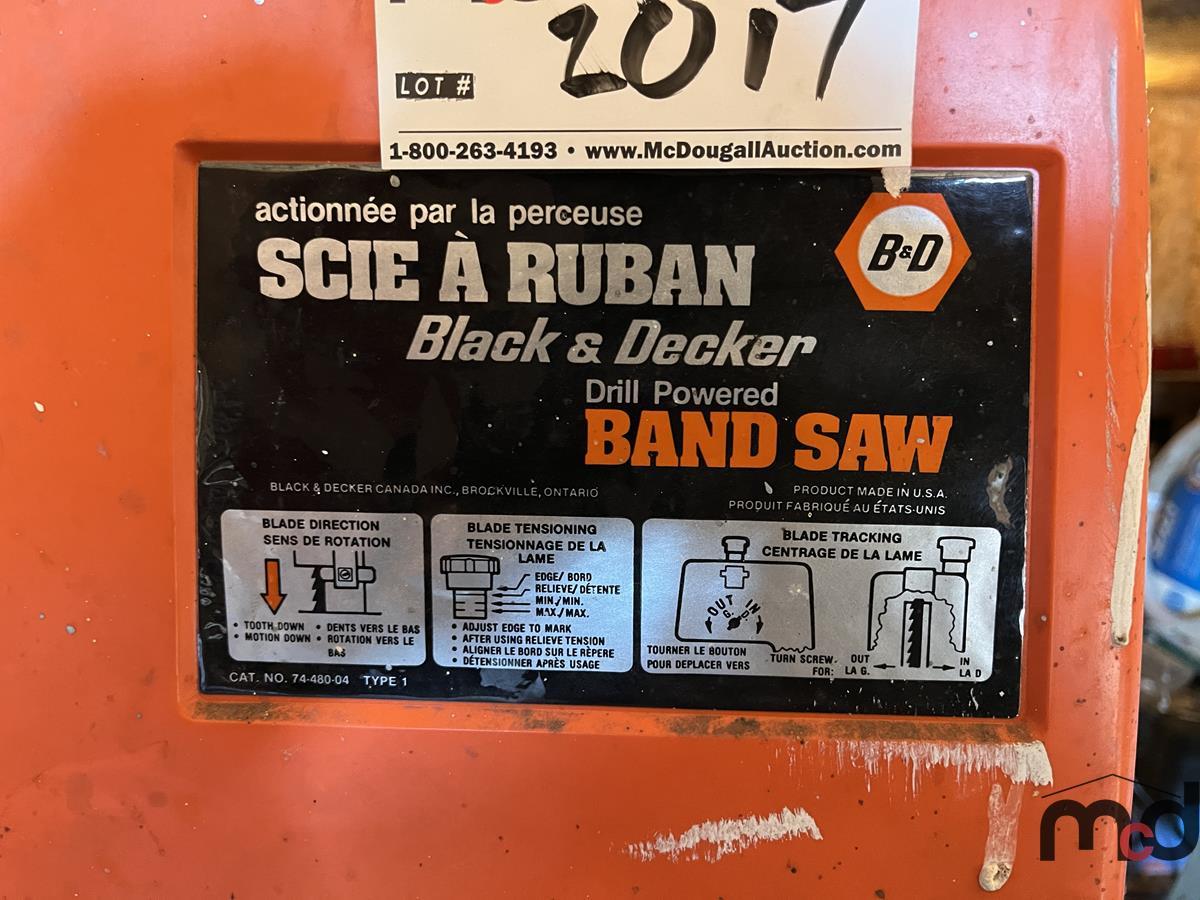 2017
LOT #
1-800-263-4193 • www.McDougallAuction.com
actionnée par la perceuse
SCIE À RUBAN
B&D
Black & Decker
Drill Powered
BAND SAW
BLACK & DECKER CANADA INC., BROCKVILLE, ONTARIO
PRODUCT MADE IN U.S.A.
PRODUIT FABRIQUÉ AU ÉTATS-UNIS
BLADE DIRECTION
SENS DE ROTATION
• TOOTH DOWN • DENTS VERS LE BAS
• MOTION DOWN • ROTATION VERS LE
BAS
BLADE TENSIONING
TENSIONNAGE DE LA
LAME
EDGE/ BORD
RELIEVE/ DÉTENTE
MIN./MIN.
MAX./MAX.
• ADJUST EDGE TO MARK
• AFTER USING RELIEVE TENSION
• ALIGNER LE BORD SUR LE RÈPERE
• DÉTENSIONNER APRÈS USAGE
BLADE TRACKING
CENTRAGE DE LA LAME
OUT IN
G. D.
TOURNER LE BOUTON
POUR DEPLACER VERS
TURN SCREW
FOR:
OUT
LA G.
IN
LA D
CAT. NO. 74-480-04 TYPE 1
mcd